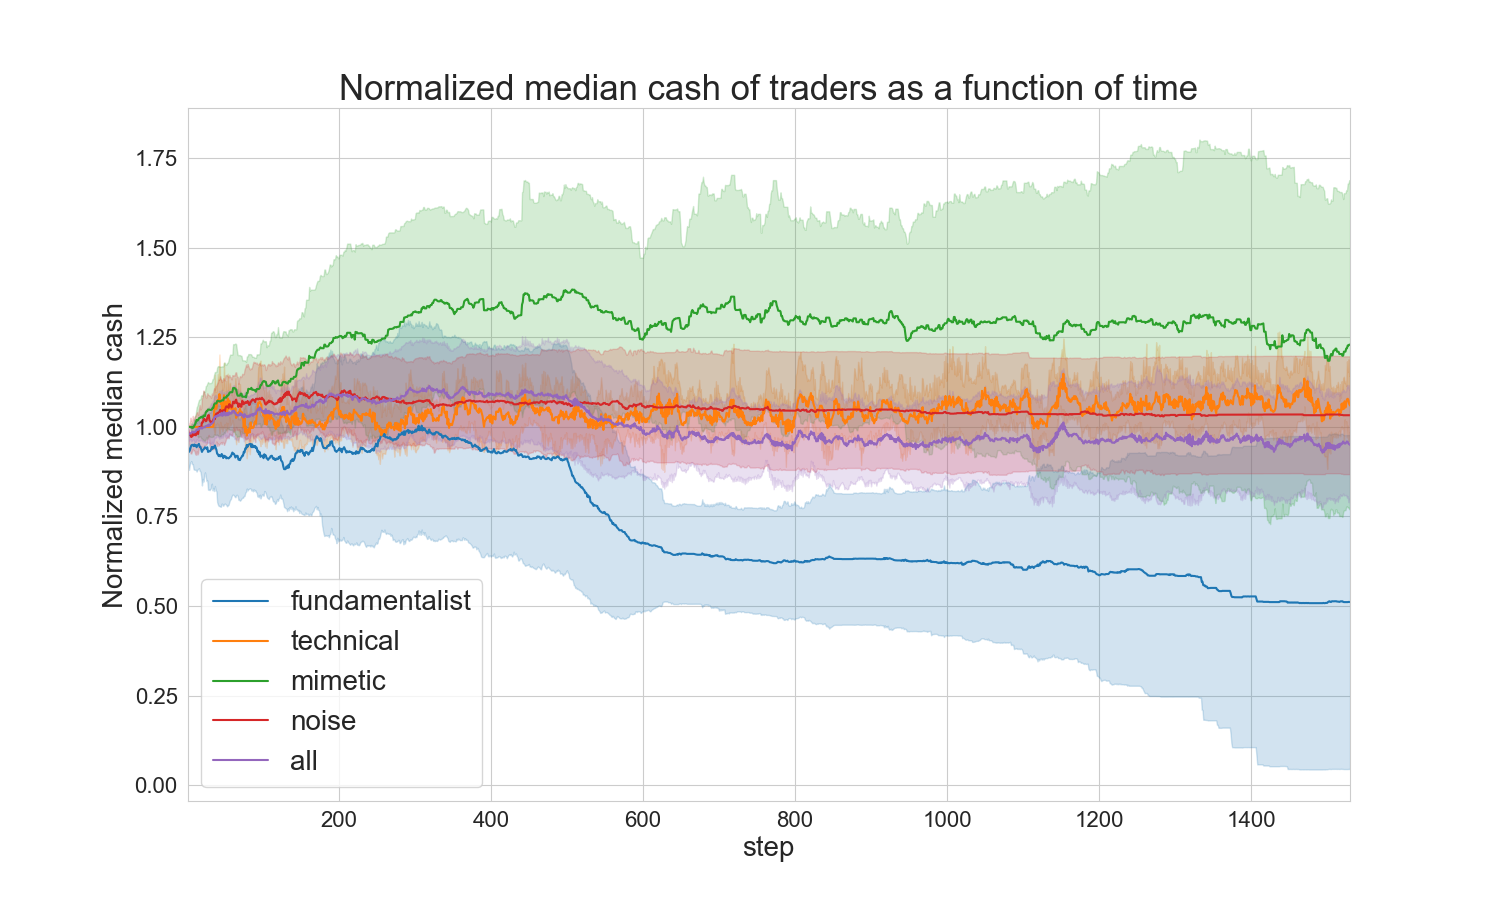 Normalized median cash of traders as a function of time
Normalized median cash
1.75
1.50
1.25
1.00
0.75
0.50
0.25
0.00
fundamentalist
technical
mimetic
noise
all
200
400
600
800
1000
1200
1400
step